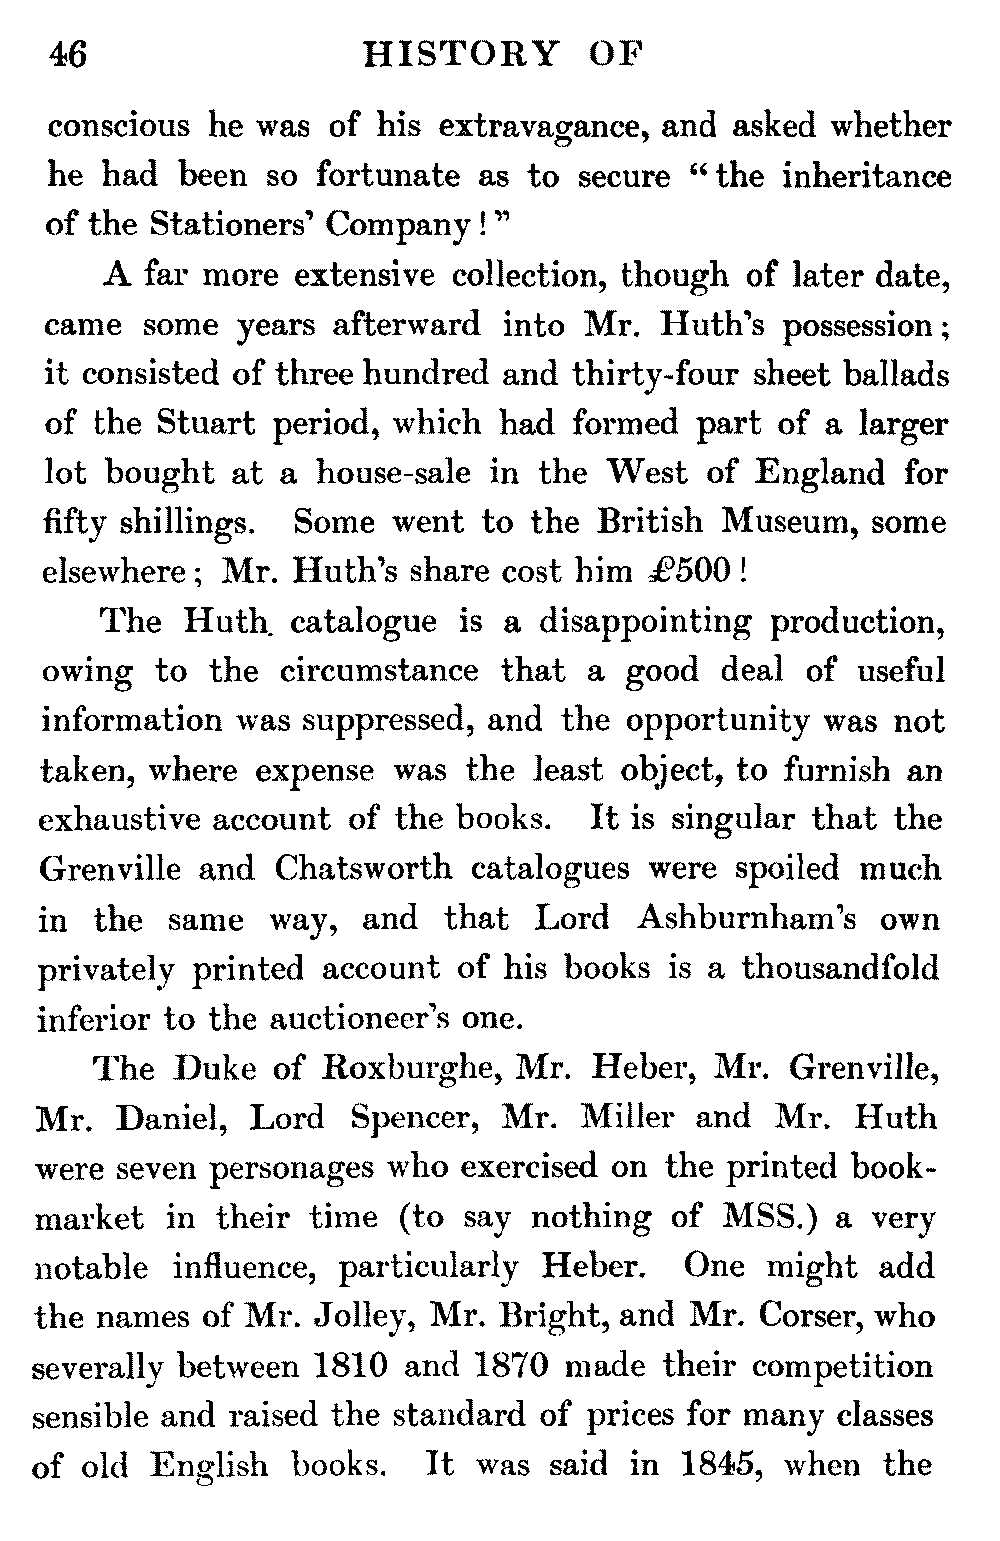 46 HISTORY OF
conscious he was of his extravagance, and asked whether
he had been so fortunate as to secure “the inheritance
of the Stationers’ Company!”
A far more extensive collection, though of later date,
came some years afterward into Mr. Huth’s possession;
it consisted of three hundred and thirty-four sheet ballads
of the Stuart period, which had formed part of a larger
lot bought at a house-sale in the West of England for
fifty shillings. Some went to the British Museum, some
elsewhere; Mr. Huth’s share cost him £500!
The Huth. catalogue is a disappointing production,
owing to the circumstance that a good deal of useful
information was suppressed, and the opportunity was not
taken, where expense was the least object, to furnish an
exhaustive account of the books. It is singular that the
Grenville and Chatsworth catalogues were spoiled much
in the same way, and that Lord Ashburnham’s own
privately printed account of his books is a thousandfold
inferior to the auctioneer’s one.
The Duke of Roxburghe, Mr. Heber, Mr. Grenville,
Mr. Daniel, Lord Spencer, Mr. Miller and Mr. Huth
were seven personages who exercised on the printed book-
market in their time (to say nothing of MSS.) a very
notable influence, particularly Heber. One might add
the names of Mr. Jolley, Mr. Bright, and Mr. Corser, who
severally between 1810 and 1870 made their competition
sensible and raised the standard of prices for many classes
of old English books. It was said in 1845, when the